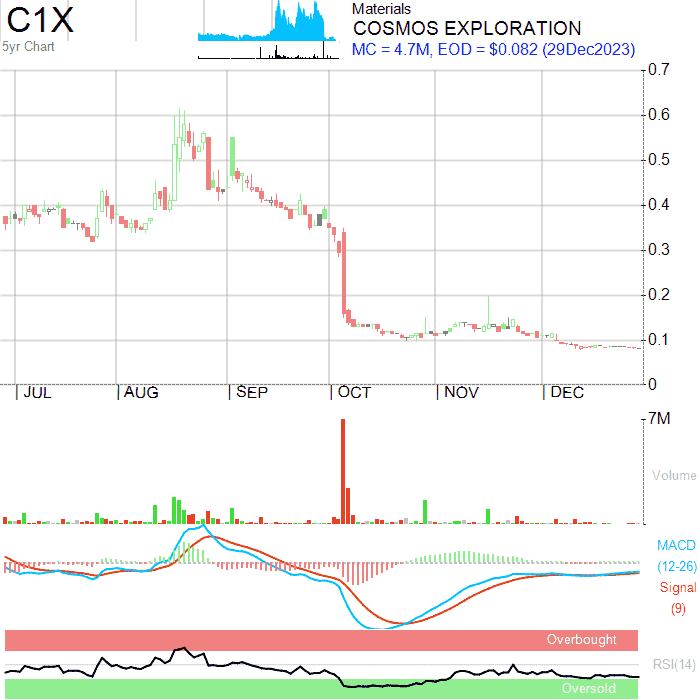 C1X
Materials
COSMOS EXPLORATION
5yr Chart
MC = 4.7M, EOD = $0.082 (29Dec2023)
0.7
0.6
0.5
0.4
0.3
0.2
0.1
0
JUL AUG SEP OCT NOV DEC
7M
Volume
MACD
(12-26)
Signal
(9)
Overbought
RSI(14)
Oversold